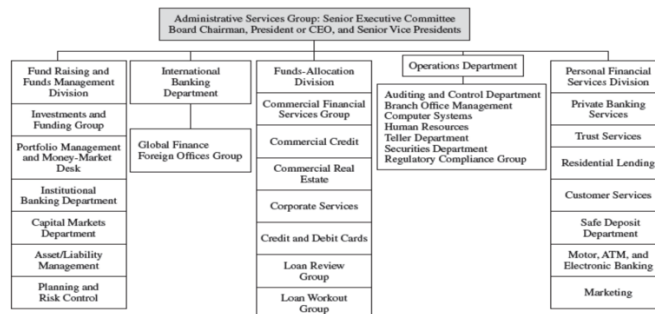 Administrative Services Group: Senior Executive Committee
Board Chairman, President or CEO, and Senior Vice Presidents
Fund Raising and
Funds Management
Division
Investments and
Funding Group
Portfolio Management
and Money-Market
Desk
Institutional
Banking Department
Capital Markets
Department
Asset/Liability
Management
Planning and
Risk Control
International
Banking
Department
Global Finance
Foreign Offices Group
Funds-Allocation
Division
Commercial Financial
Services Group
Commercial Credit
Commercial Real
Estate
Corporate Services
Credit and Debit Cards
Loan Review
Group
Loan Workout
Group
Operations Department
Auditing and Control Department
Branch Office Management
Computer Systems
Human Resources
Teller Department
Securities Department
Regulatory Compliance Group
Personal Financial
Services Division
Private Banking
Services
Trust Services
Residential Lending
Customer Services
Safe Deposit
Department
Motor, ATM, and
Electronic Banking
Marketing